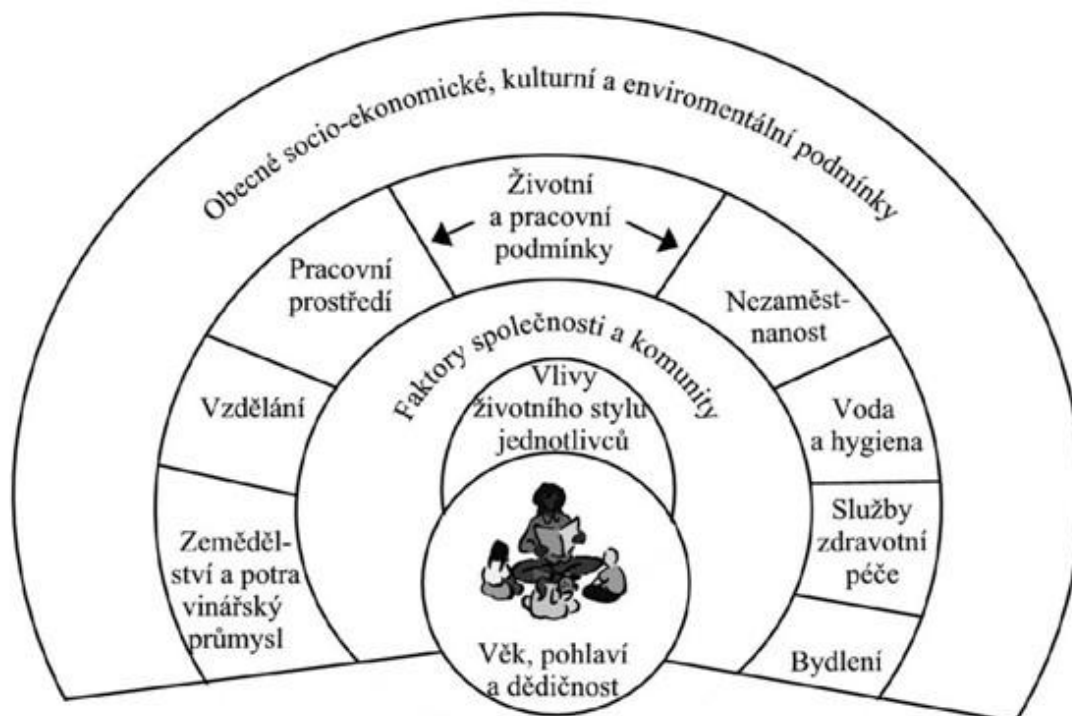 Obecné socio-ekonomické, kulturní a enviromentální podmínky
Životní
a pracovní
podmínky
Pracovní
prostředí
Nezaměst-
nanost
Faktory společnosti a komunity
Vzdělání
Vlivy
životního stylu
jednotlivců
Voda
a hygiena
Zeměděl-
ství a potra
vinářský
průmysl
Služby
zdravotní
péče
Bydlení
Věk, pohlaví
a dědičnost